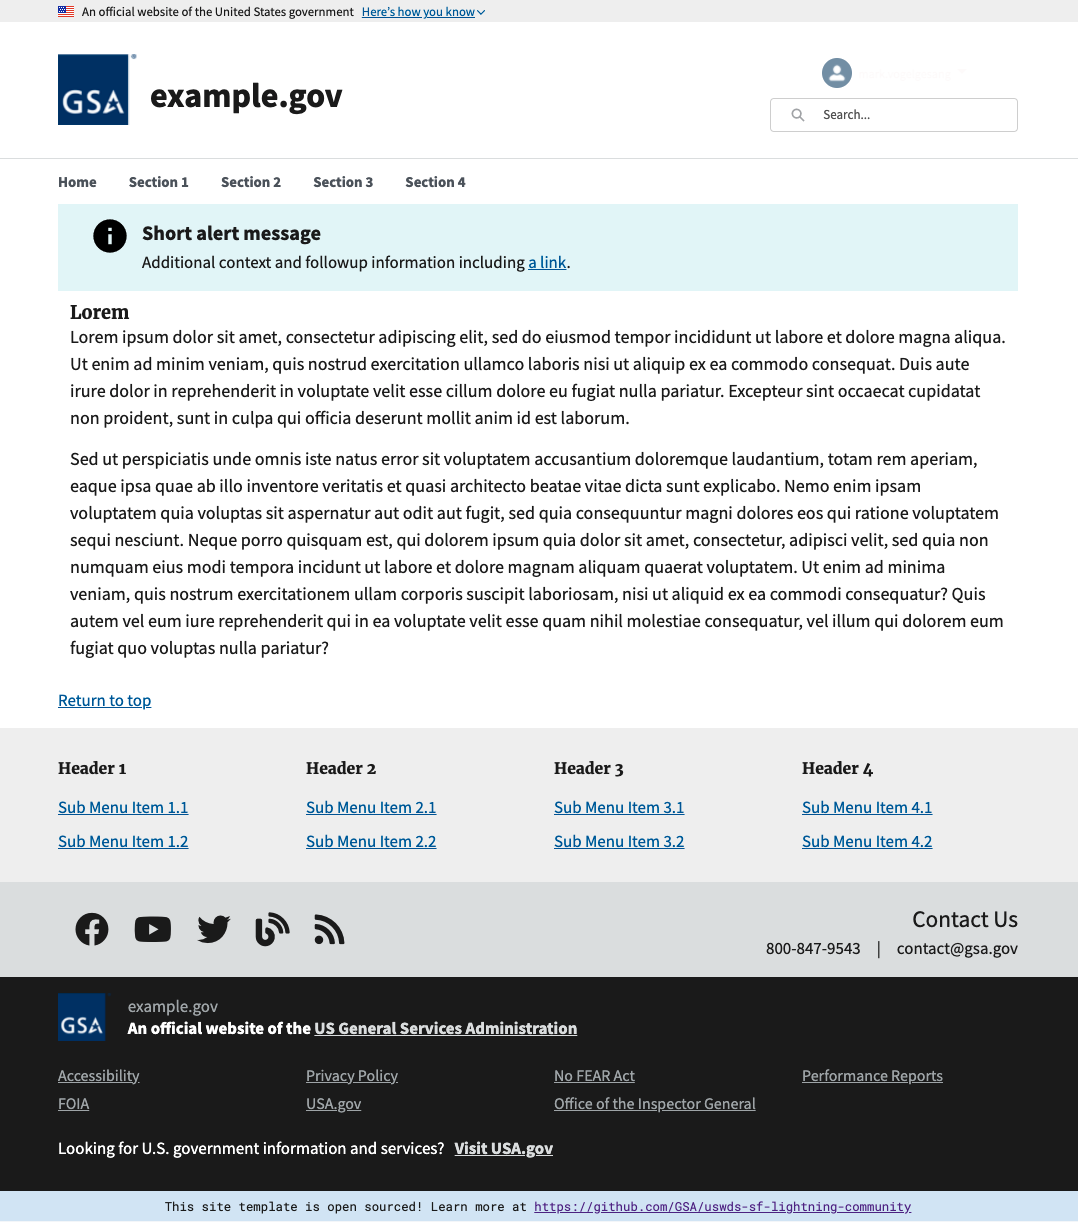 An official website of the United States government Here's how you know
GSA
example.gov
Search...
Home Section 1 Section 2 Section 3 Section 4
Short alert message
Additional context and followup information including a link.
Lorem
Lorem ipsum dolor sit amet, consectetur adipiscing elit, sed do eiusmod tempor incididunt ut labore et dolore magna aliqua.
Ut enim ad minim veniam, quis nostrud exercitation ullamco laboris nisi ut aliquip ex ea commodo consequat. Duis aute
irure dolor in reprehenderit in voluptate velit esse cillum dolore eu fugiat nulla pariatur. Excepteur sint occaecat cupidatat
non proident, sunt in culpa qui officia deserunt mollit anim id est laborum.
Sed ut perspiciatis unde omnis iste natus error sit voluptatem accusantium doloremque laudantium, totam rem aperiam,
eaque ipsa quae ab illo inventore veritatis et quasi architecto beatae vitae dicta sunt explicabo. Nemo enim ipsam
voluptatem quia voluptas sit aspernatur aut odit aut fugit, sed quia consequuntur magni dolores eos qui ratione voluptatem
sequi nesciunt. Neque porro quisquam est, qui dolorem ipsum quia dolor sit amet, consectetur, adipisci velit, sed quia non
numquam eius modi tempora incidunt ut labore et dolore magnam aliquam quaerat voluptatem. Ut enim ad minima
veniam, quis nostrum exercitationem ullam corporis suscipit laboriosam, nisi ut aliquid ex ea commodi consequatur? Quis
autem vel eum iure reprehenderit qui in ea voluptate velit esse quam nihil molestiae consequatur, vel illum qui dolorem eum
fugiat quo voluptas nulla pariatur?
Return to top
Header 1 Header 2 Header 3 Header 4
Sub Menu Item 1.1 Sub Menu Item 2.1 Sub Menu Item 3.1 Sub Menu Item 4.1
Sub Menu Item 1.2 Sub Menu Item 2.2 Sub Menu Item 3.2 Sub Menu Item 4.2
Contact Us
800-847-9543 | contact@gsa.gov
GSA
example.gov
An official website of the US General Services Administration
Accessibility Privacy Policy No FEAR Act Performance Reports
FOIA USA.gov Office of the Inspector General
Looking for U.S. government information and services? Visit USA.gov
This site template is open sourced! Learn more at https://github.com/GSA/uswds-sf-lightning-community